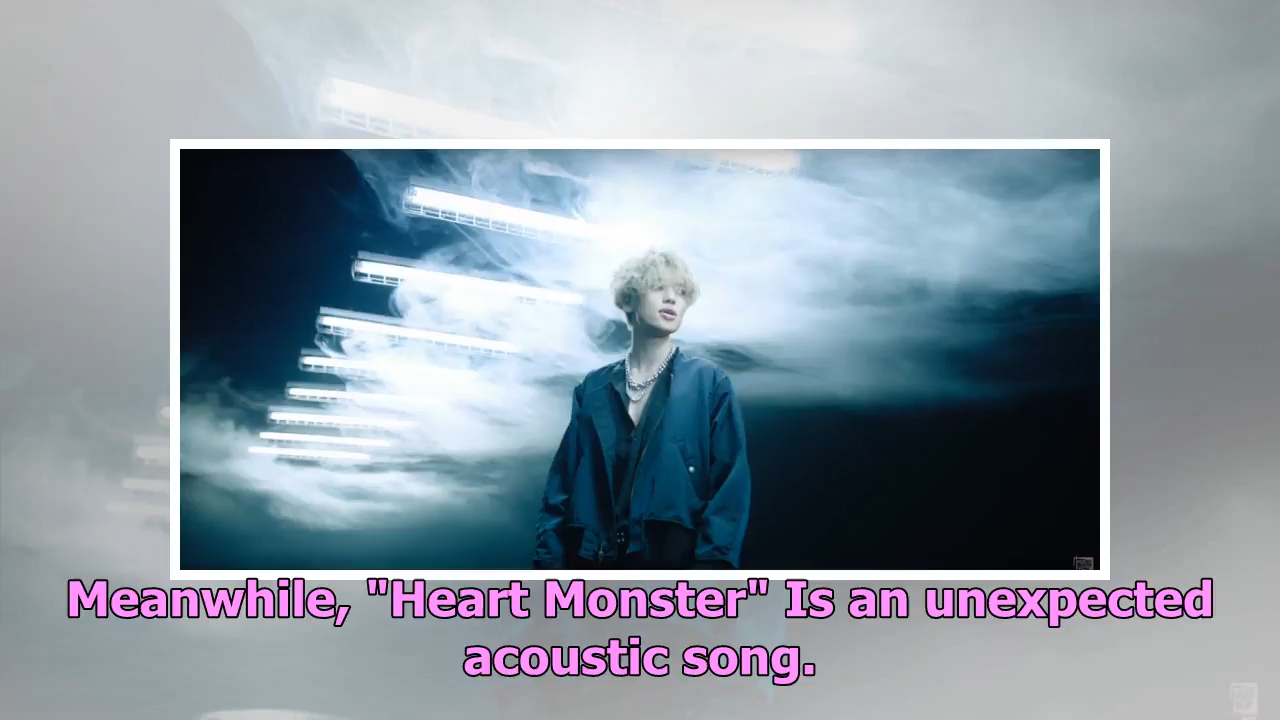 Meanwhile, "Heart Monster" Is an unexpected
acoustic song.